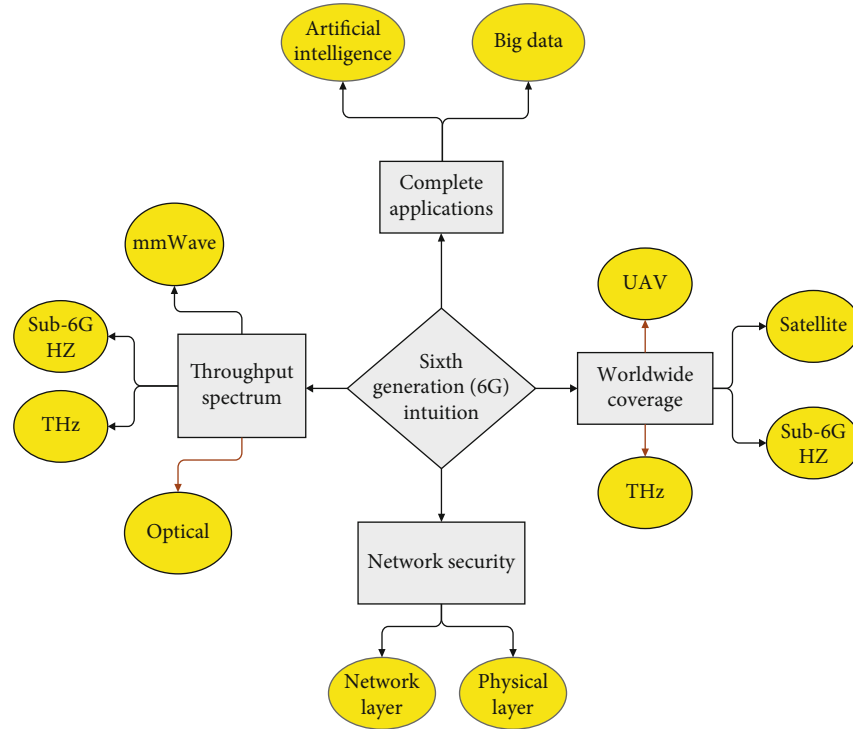 Artificial
intelligence
Big data
Complete
applications
mmWave
UAV
Sub-6G
HZ
Satellite
Throughput
spectrum
Sixth
generation (6G)
intuition
Worldwide
coverage
THz
Sub-6G
HZ
THz
Optical
Network security
Network
layer
Physical
layer